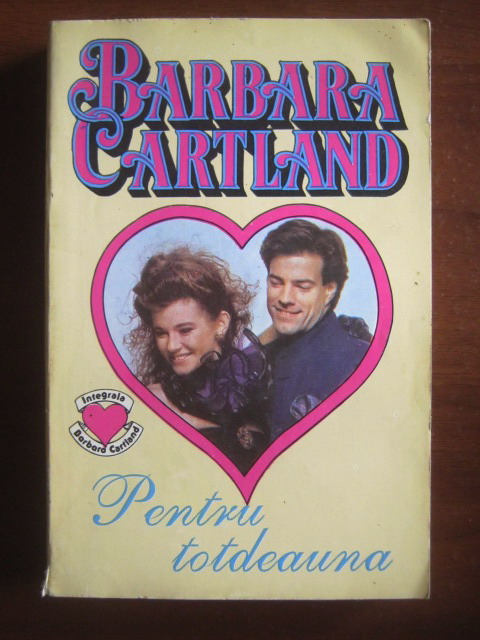 BARBARA
CARTLAND
Integrala
Barbara Cartland
Pentru
totdeauna